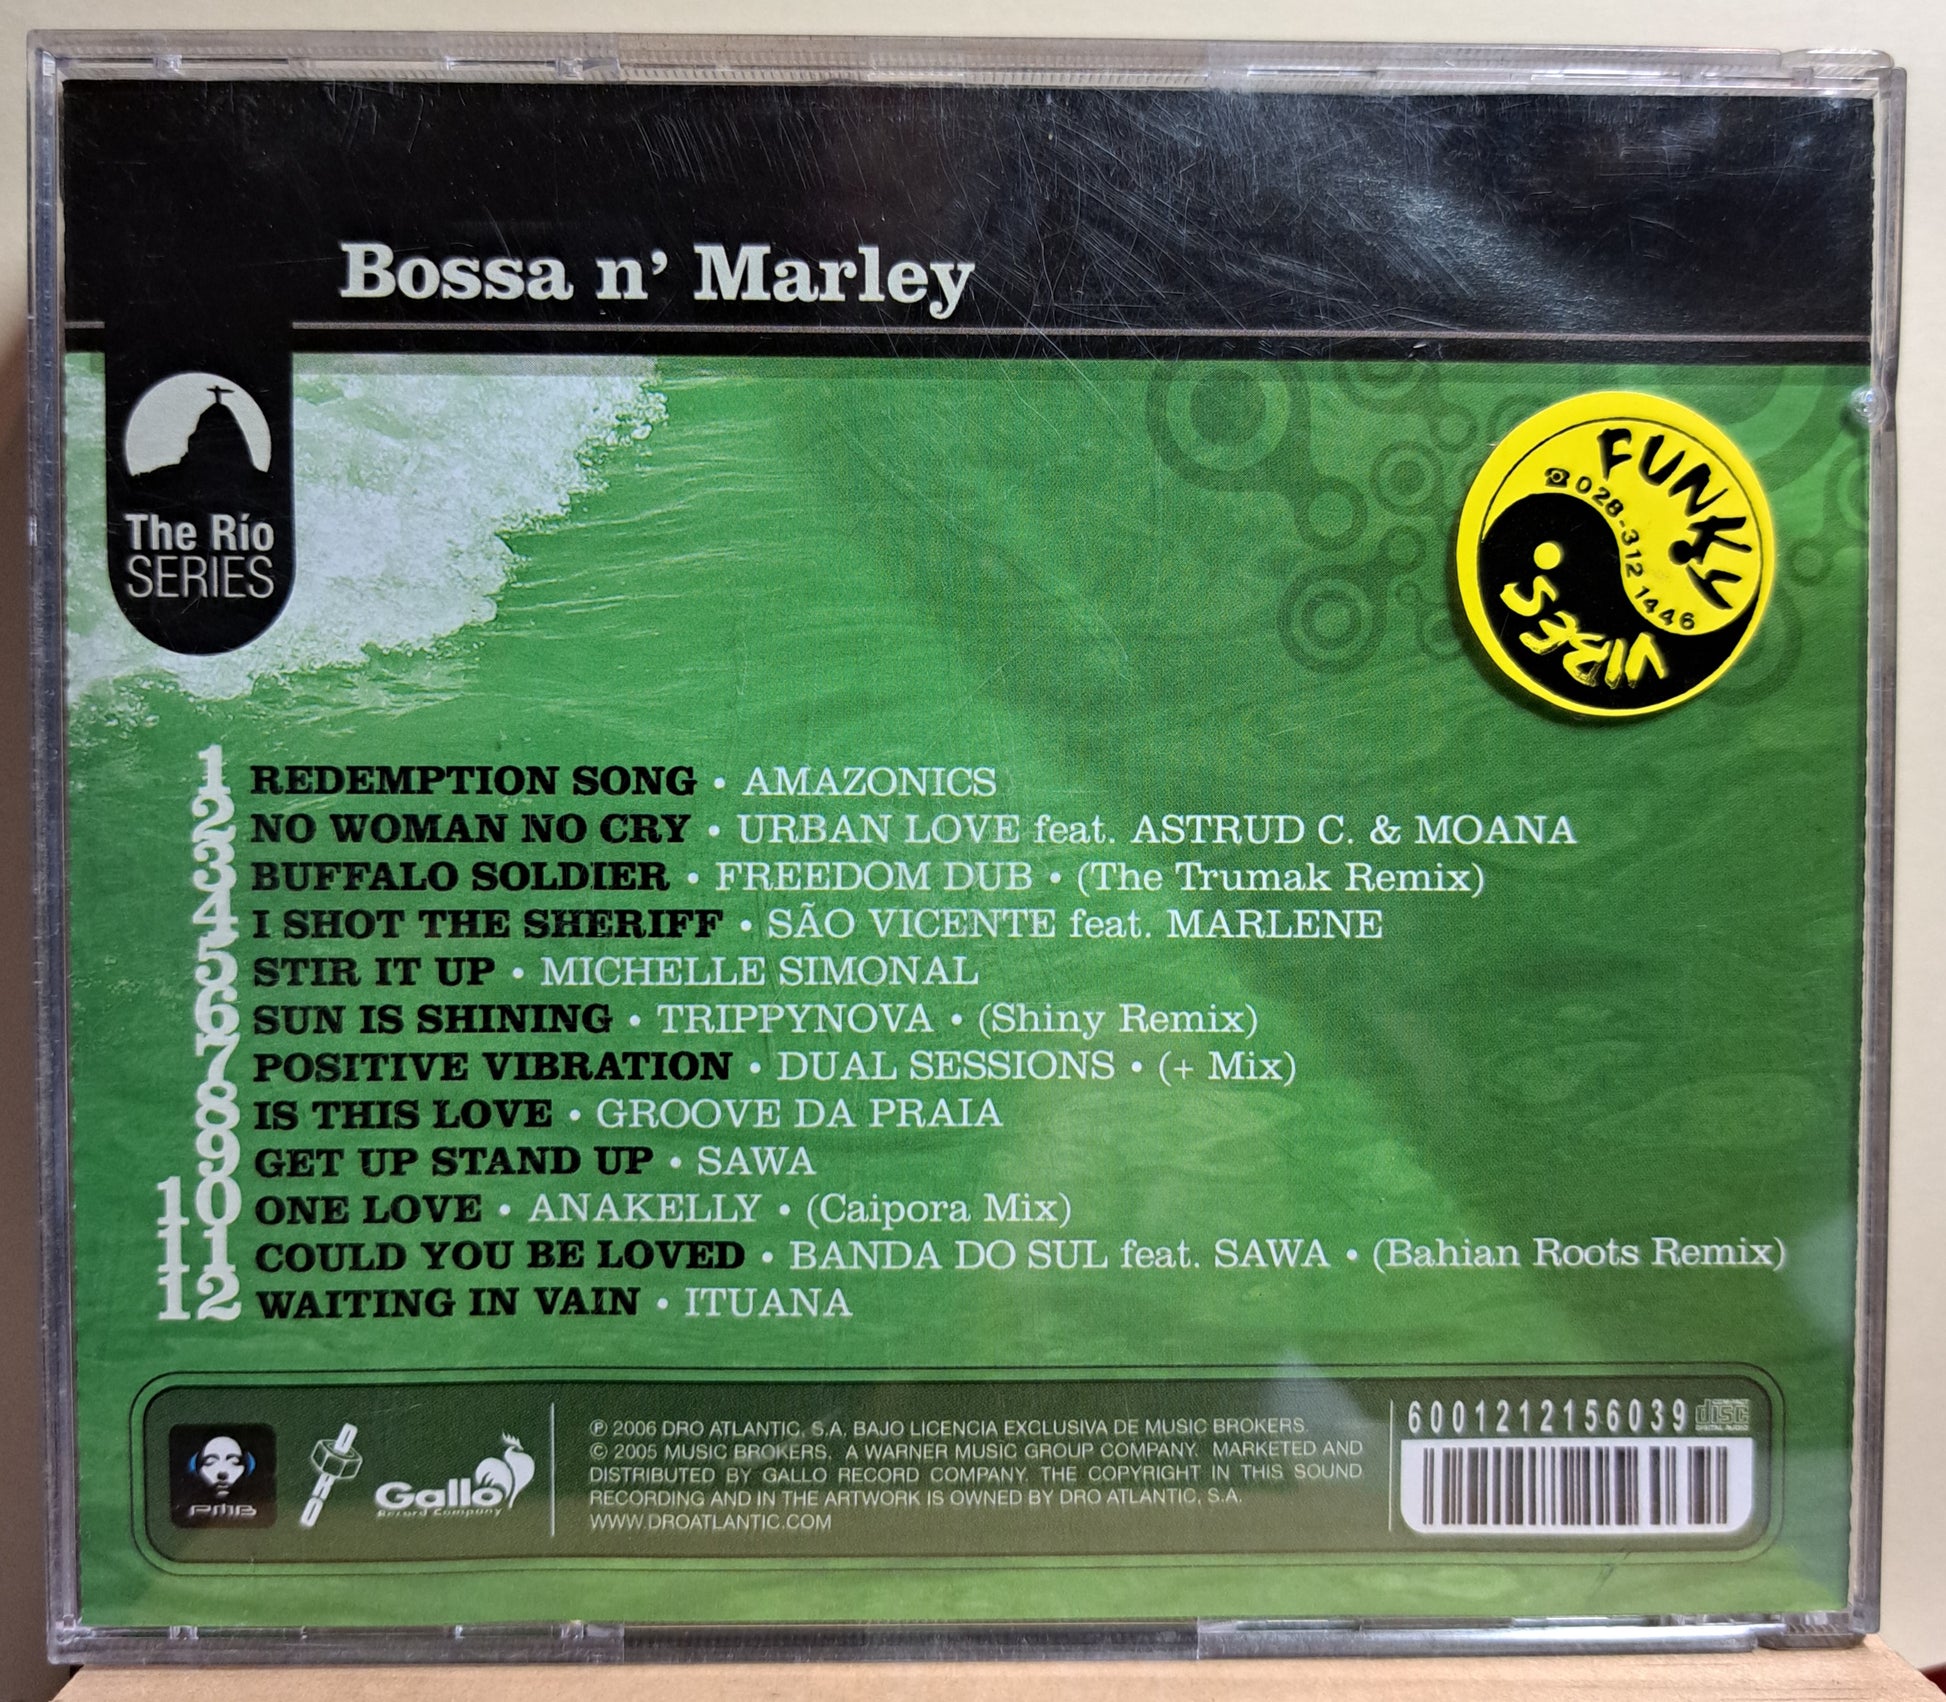 Bossa n' Marley
The Río
SERIES
FUNKY
☎ 028-312 1446
VIBES
1 REDEMPTION SONG • AMAZONICS
2 NO WOMAN NO CRY • URBAN LOVE feat. ASTRUD C. & MOANA
3 BUFFALO SOLDIER • FREEDOM DUB • (The Trumak Remix)
4 I SHOT THE SHERIFF • SÃO VICENTE feat. MARLENE
5 STIR IT UP • MICHELLE SIMONAL
6 SUN IS SHINING • TRIPPYNOVA • (Shiny Remix)
7 POSITIVE VIBRATION • DUAL SESSIONS • (+ Mix)
8 IS THIS LOVE • GROOVE DA PRAIA
9 GET UP STAND UP • SAWA
10 ONE LOVE • ANAKELLY • (Caipora Mix)
11 COULD YOU BE LOVED • BANDA DO SUL feat. SAWA • (Bahian Roots Remix)
12 WAITING IN VAIN • ITUANA
PMB
DRO
Gallo
Record Company
℗ 2006 DRO ATLANTIC, S.A. BAJO LICENCIA EXCLUSIVA DE MUSIC BROKERS.
© 2005 MUSIC BROKERS. A WARNER MUSIC GROUP COMPANY. MARKETED AND
DISTRIBUTED BY GALLO RECORD COMPANY. THE COPYRIGHT IN THIS SOUND
RECORDING AND IN THE ARTWORK IS OWNED BY DRO ATLANTIC, S.A.
WWW.DROATLANTIC.COM
6001212156039
disc
DIGITAL AUDIO